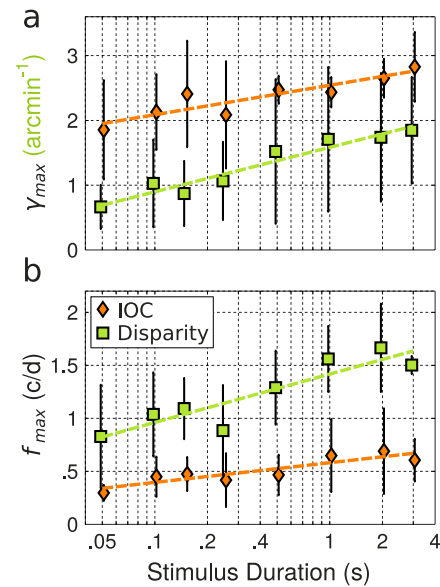 a
γmax (arcmin-1)
3
2
1
0
b
IOC
Disparity
fmax (c/d)
2
1.5
1
.5
0
.05 .1 .2 .4 1 2 4
Stimulus Duration (s)